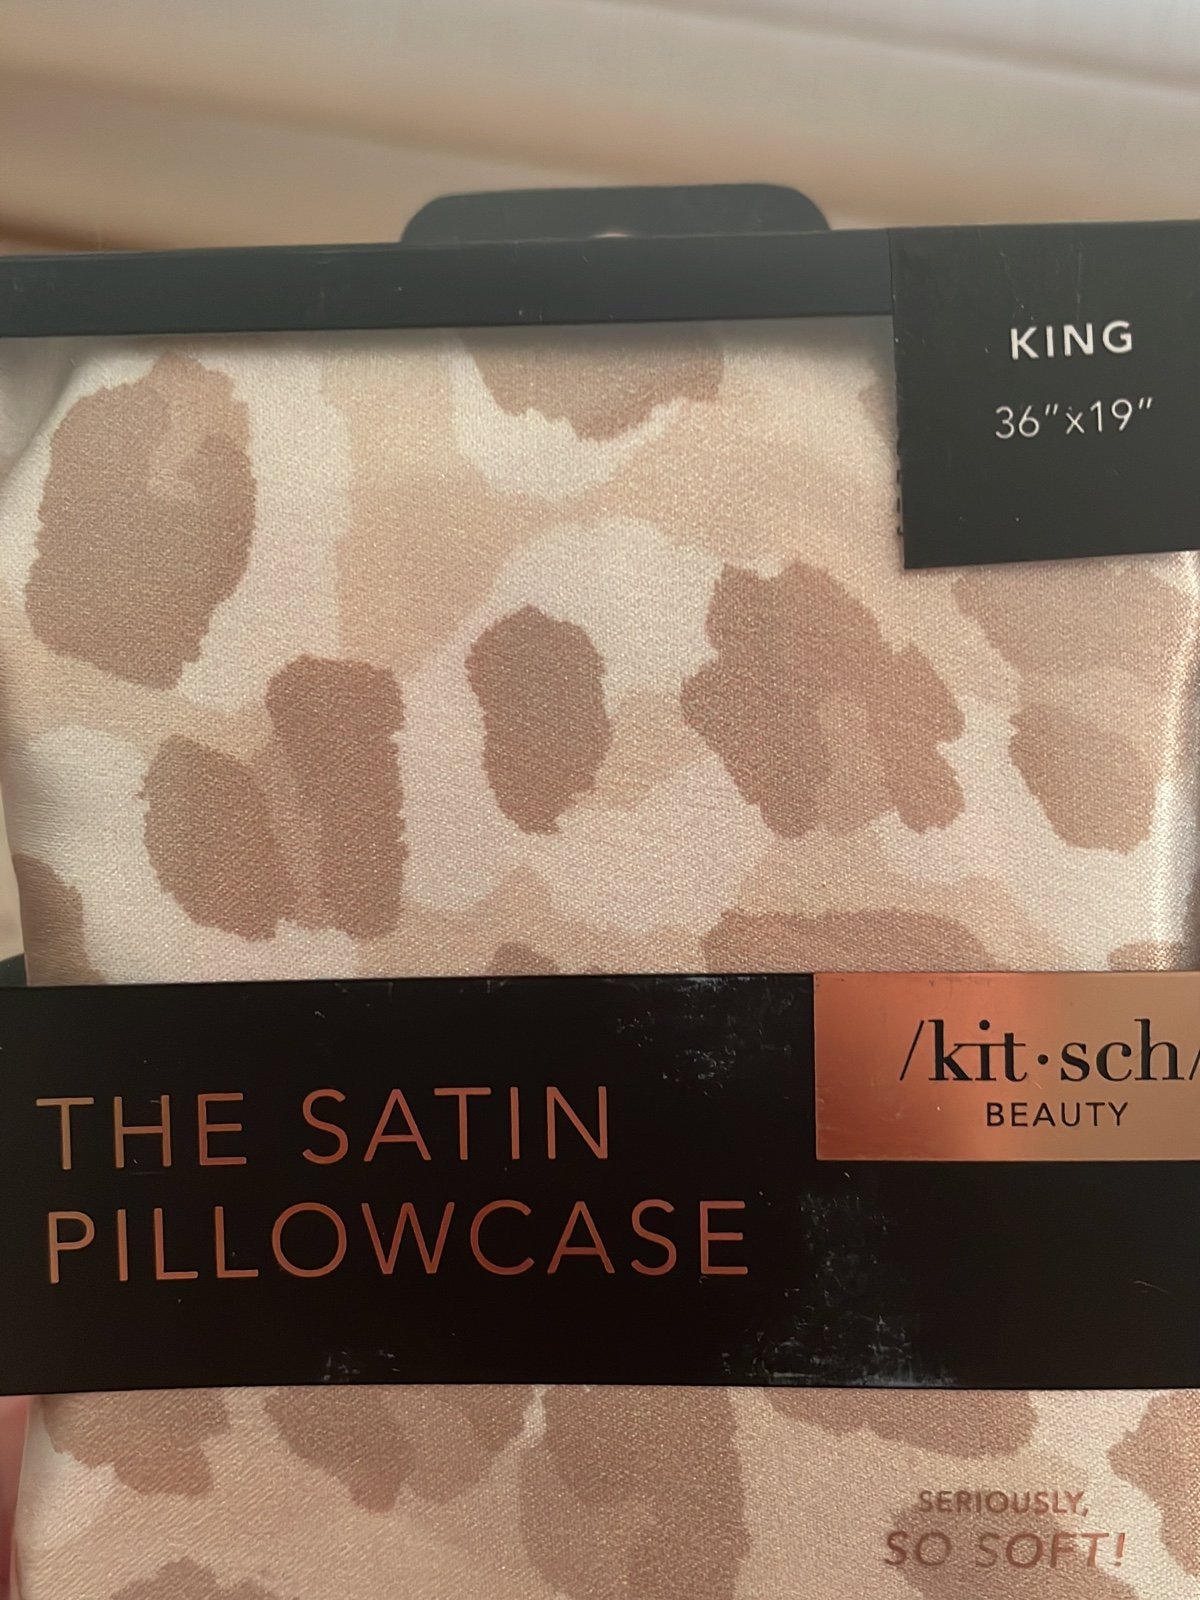 KING
36”x19”
/kit·sch/
BEAUTY
THE SATIN
PILLOWCASE
SERIOUSLY,
SO SOFT!